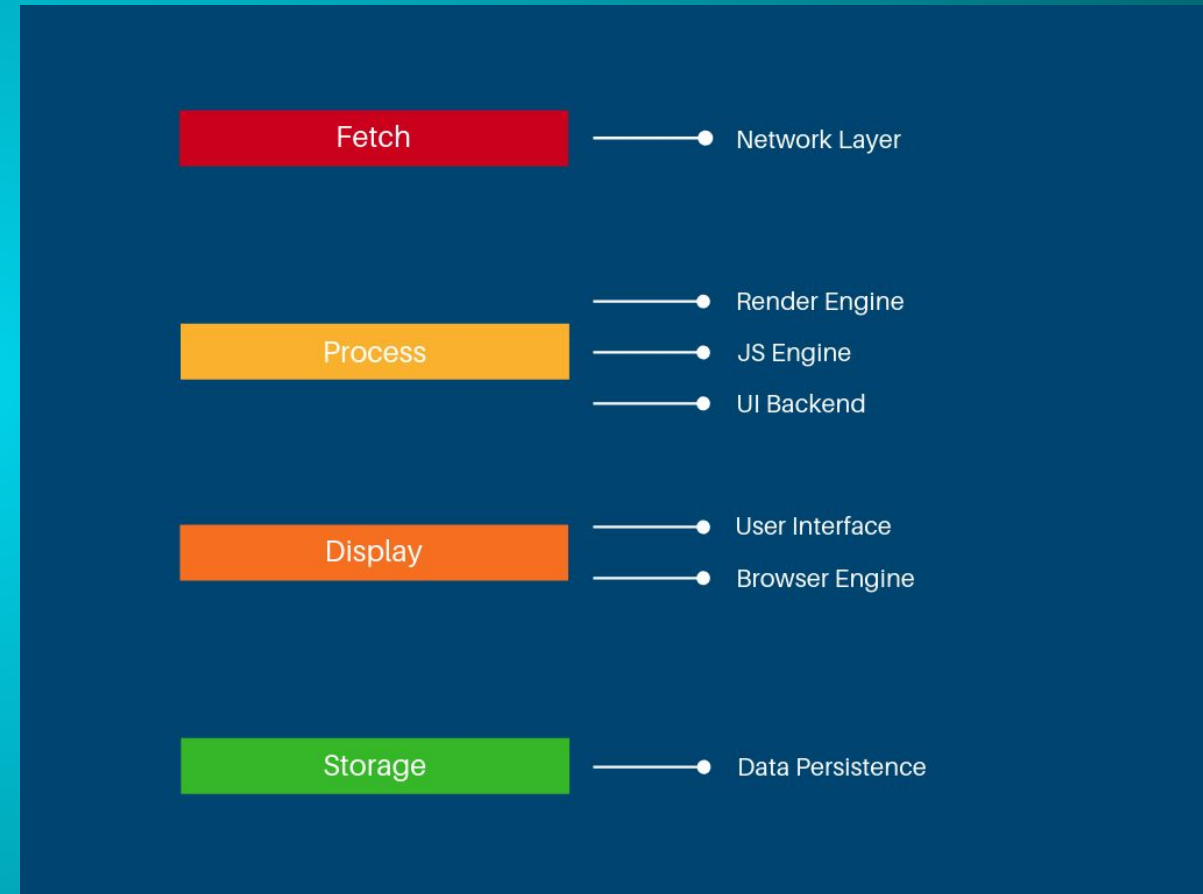 Fetch
Network Layer
Render Engine
Process
JS Engine
UI Backend
User Interface
Display
Browser Engine
Storage
Data Persistence